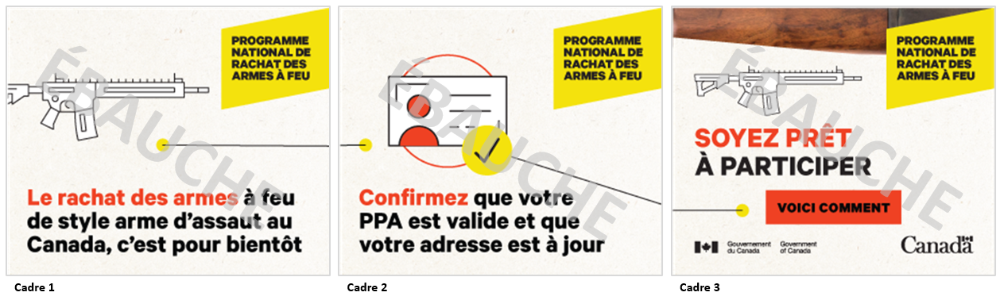 PROGRAMME
NATIONAL DE
RACHAT DES
ARMES À FEU
ÉBAUCHE
Le rachat des armes à feu
de style arme d’assaut au
Canada, c’est pour bientôt
Cadre 1
PROGRAMME
NATIONAL DE
RACHAT DES
ARMES À FEU
ÉBAUCHE
Confirmez que votre
PPA est valide et que
votre adresse est à jour
Cadre 2
PROGRAMME
NATIONAL DE
RACHAT DES
ARMES À FEU
ÉBAUCHE
SOYEZ PRÊT
À PARTICIPER
VOICI COMMENT
Gouvernement
du Canada
Government
of Canada
Canada
Cadre 3